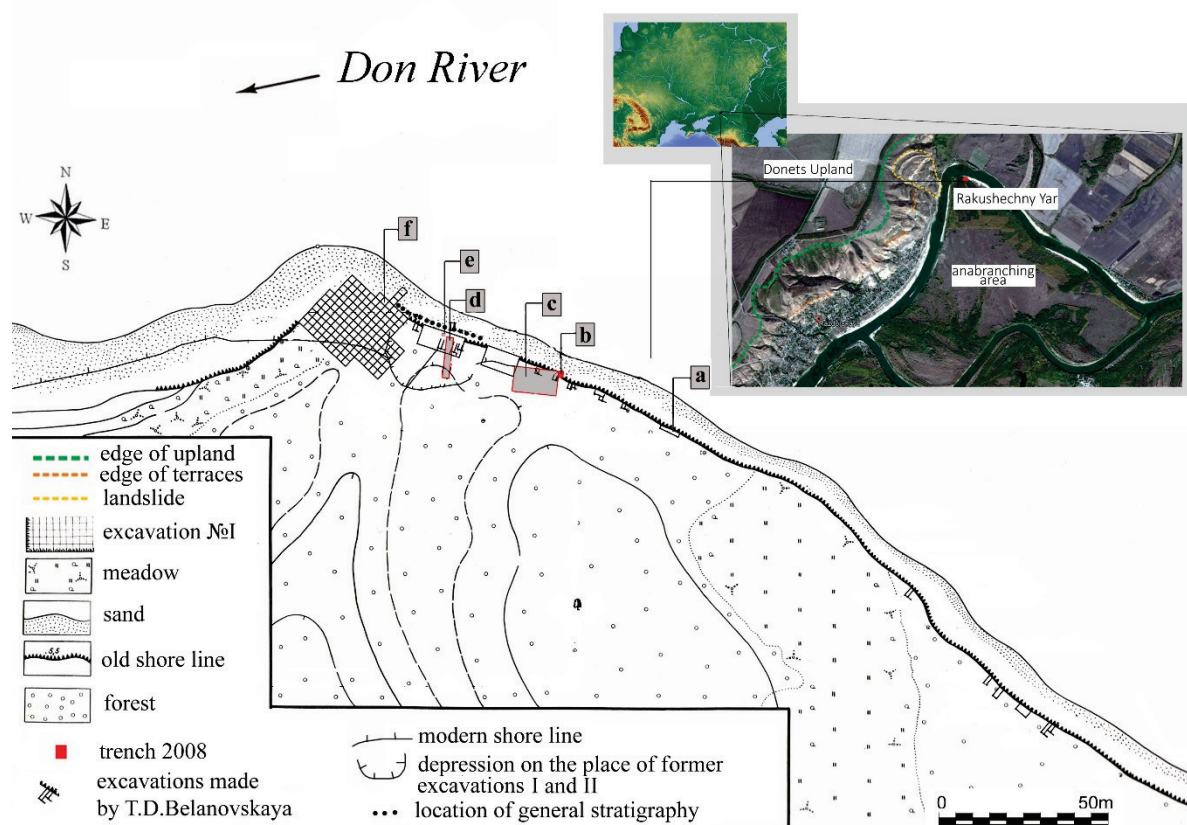 Don River
N
W E
S
Donets Upland
Rakushechny Yar
anabranching
area
f
e
d
c
b
a
edge of upland
edge of terraces
landslide
excavation №I
meadow
sand
5,5
old shore line
forest
trench 2008
excavations made
by T.D.Belanovskaya
modern shore line
depression on the place of former
excavations I and II
location of general stratigraphy
0 50m